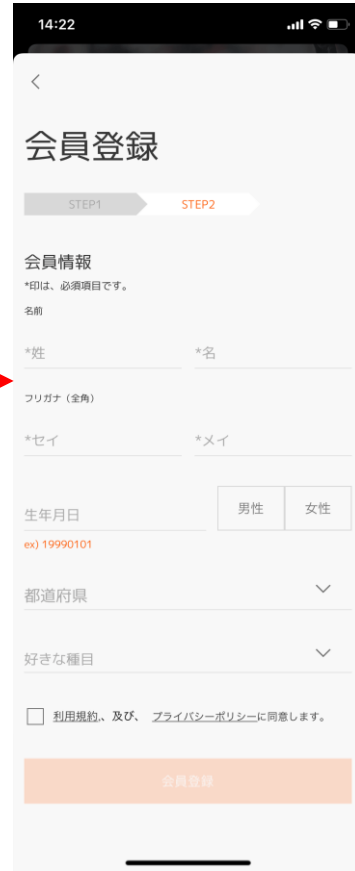 14:22
会員登録
STEP1 STEP2
会員情報
*印は、必須項目です。
名前
*姓 *名
フリガナ（全角）
*セイ *メイ
生年月日 男性 女性
ex) 19990101
都道府県
好きな種目
利用規約,、及び、 プライバシーポリシーに同意します。
会員登録